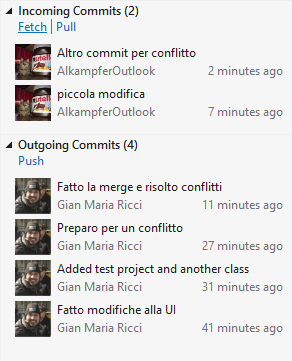 Incoming Commits (2)
Fetch | Pull
Altro commit per conflitto
AlkampferOutlook 2 minutes ago
piccola modifica
AlkampferOutlook 7 minutes ago
Outgoing Commits (4)
Push
Fatto la merge e risolto conflitti
Gian Maria Ricci 11 minutes ago
Preparo per un conflitto
Gian Maria Ricci 27 minutes ago
Added test project and another class
Gian Maria Ricci 31 minutes ago
Fatto modifiche alla UI
Gian Maria Ricci 41 minutes ago